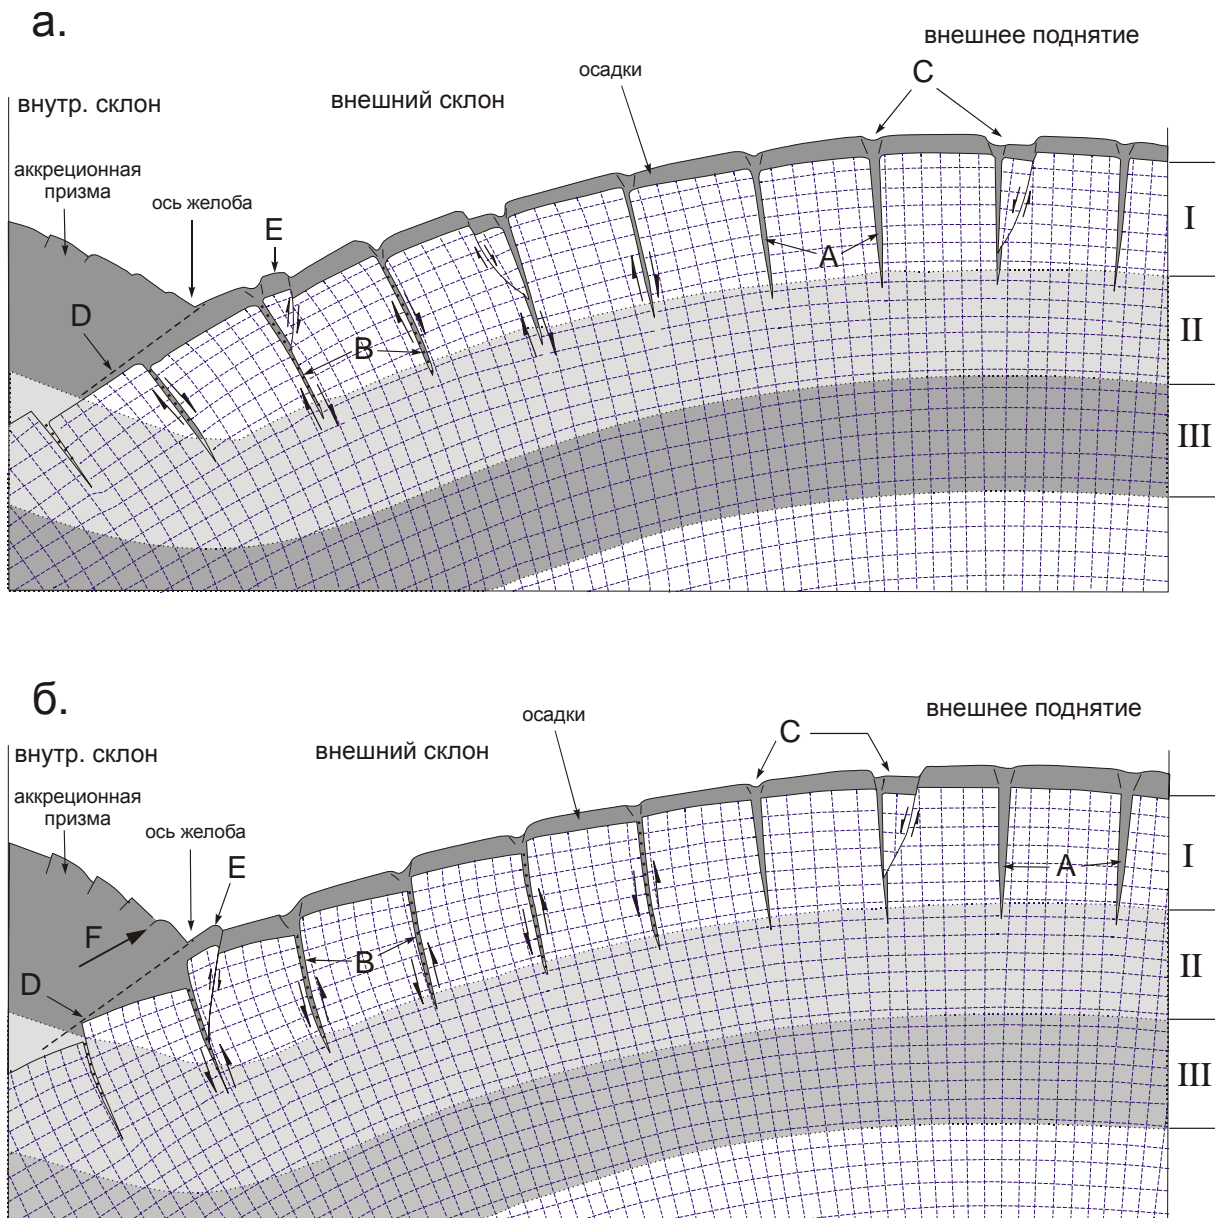 а.
внешнее поднятие
C
осадки
внутр. склон
внешний склон
аккреционная
призма
ось желоба
E
I
A
D
II
B
III
б.
осадки
внешнее поднятие
C
внутр. склон
внешний склон
аккреционная
призма
ось желоба
E
I
A
F
B
II
D
III